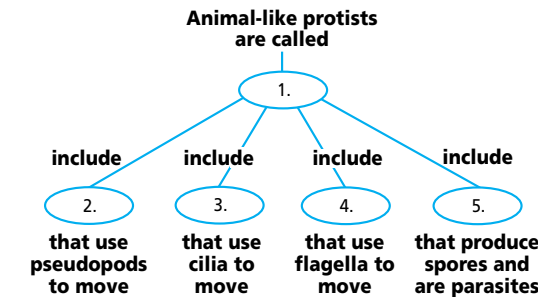 Animal-like protists
are called
1.
include include include include
2. 3. 4. 5.
that use that use that use that produce
pseudopods cilia to flagella to spores and
to move move move are parasites